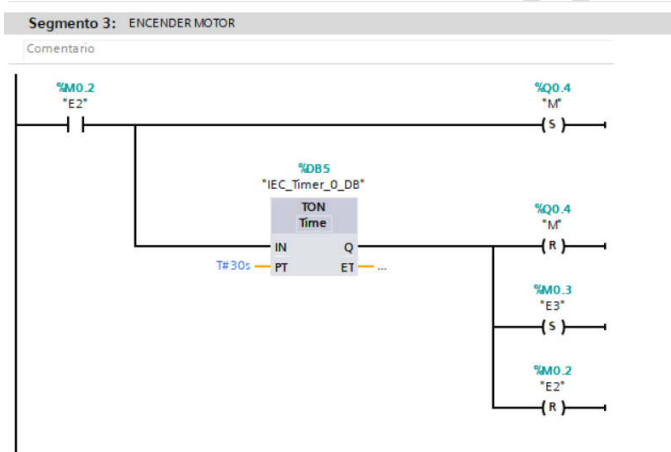 Segmento 3: ENCENDER MOTOR
Comentario
%M0.2
"E2"
%Q0.4
"M"
( S )
%DB5
"IEC_Timer_0_DB"
TON
Time
IN Q
T#30s PT ET ...
%Q0.4
"M"
( R )
%M0.3
"E3"
( S )
%M0.2
"E2"
( R )